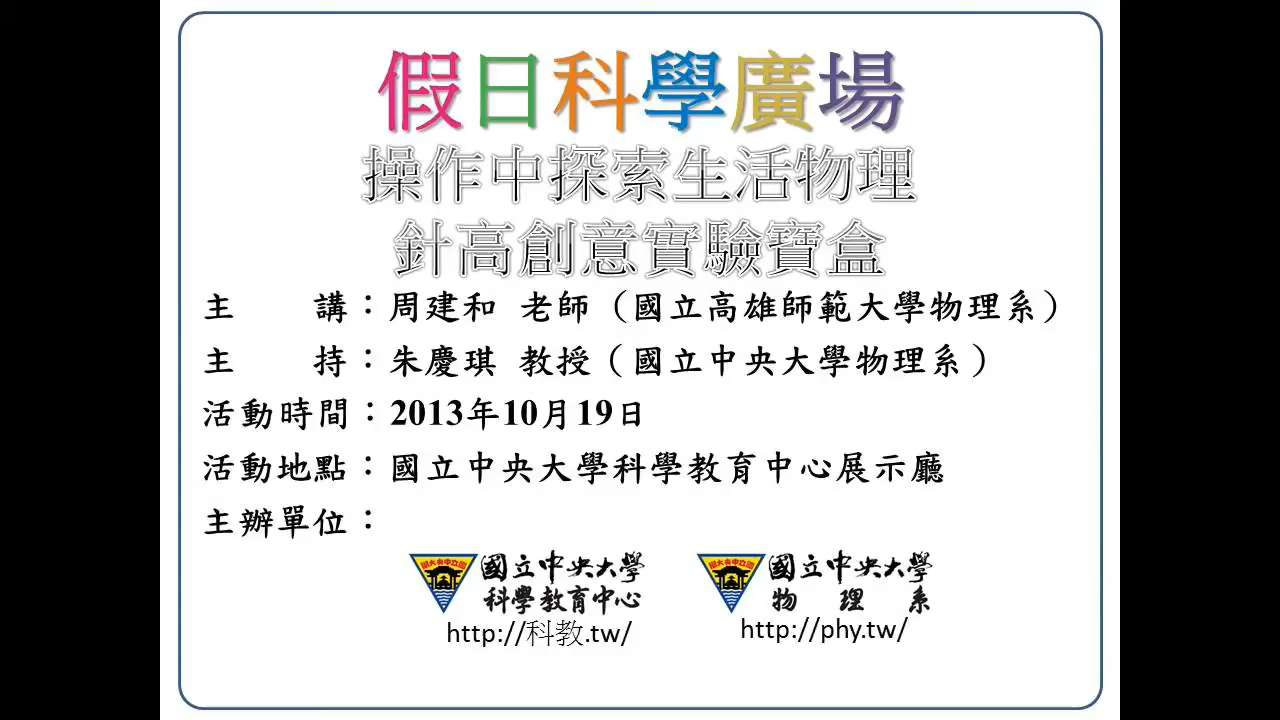 假日科學廣場
操作中探索生活物理
針高創意實驗寶盒
主　　講：周建和 老師（國立高雄師範大學物理系）
主　　持：朱慶琪 教授（國立中央大學物理系）
活動時間：2013年10月19日
活動地點：國立中央大學科學教育中心展示廳
主辦單位：
國立中央大學 科學教育中心
http://科教.tw/
國立中央大學 物理系
http://phy.tw/